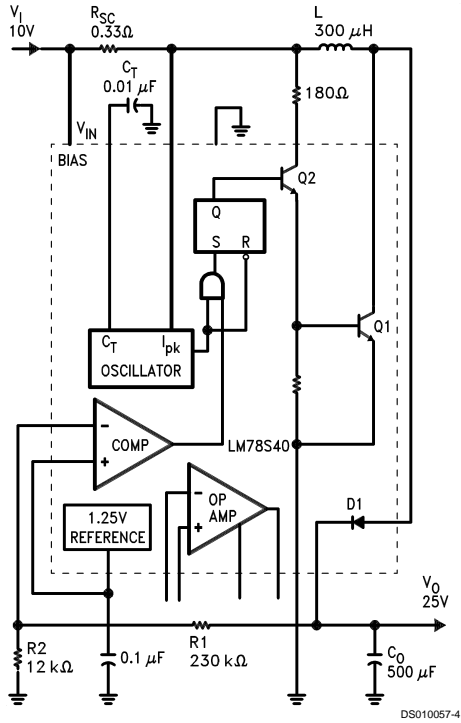 V_I
10V
R_SC
0.33Ω
L
300 μH
C_T
0.01 μF
180Ω
V_IN
BIAS
Q2
Q
S R
Q1
C_T I_pk
OSCILLATOR
-
COMP
+
LM78S40
-
OP
AMP
+
1.25V
REFERENCE
D1
V_O
25V
R2
12 kΩ
0.1 μF
R1
230 kΩ
C_O
500 μF
DS010057-4